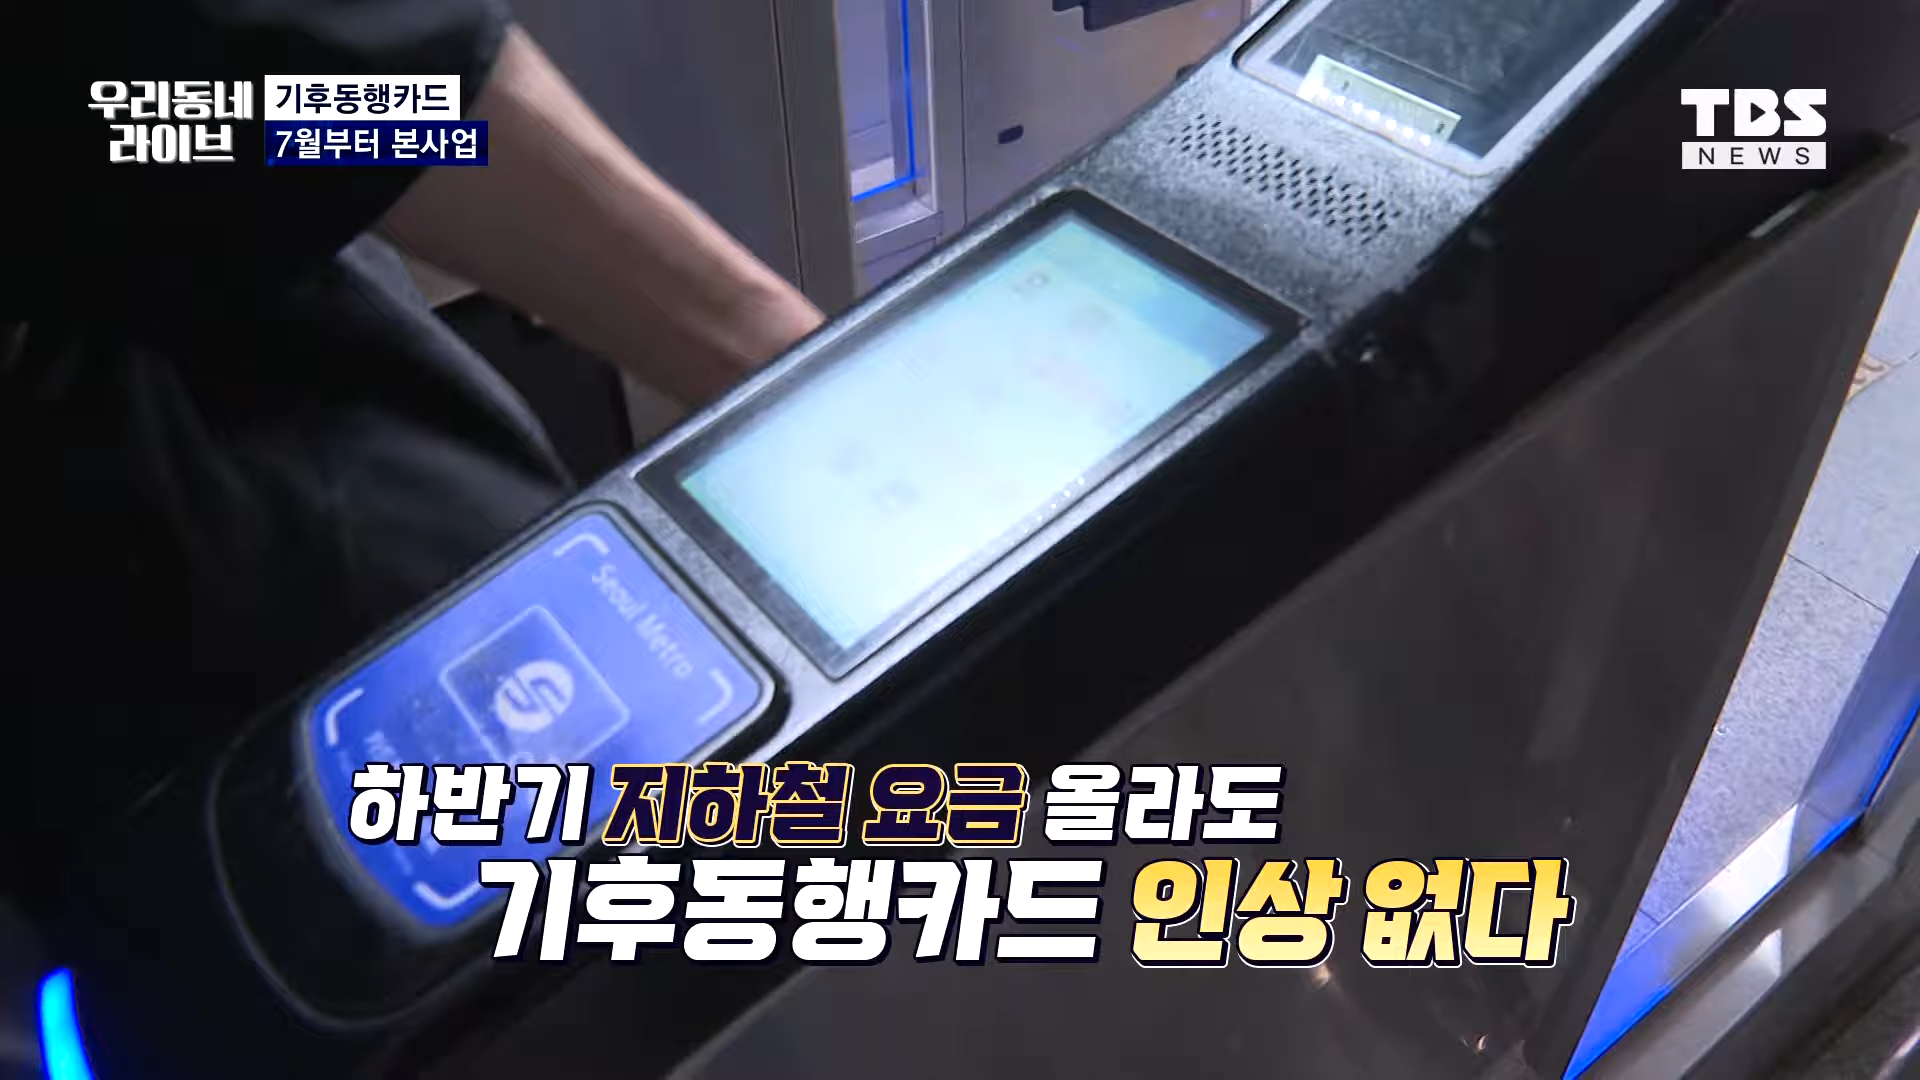 우리동네
라이브
기후동행카드
7월부터 본사업
TBS
NEWS
Seoul Metro
하반기 지하철 요금 올라도
기후동행카드 인상 없다